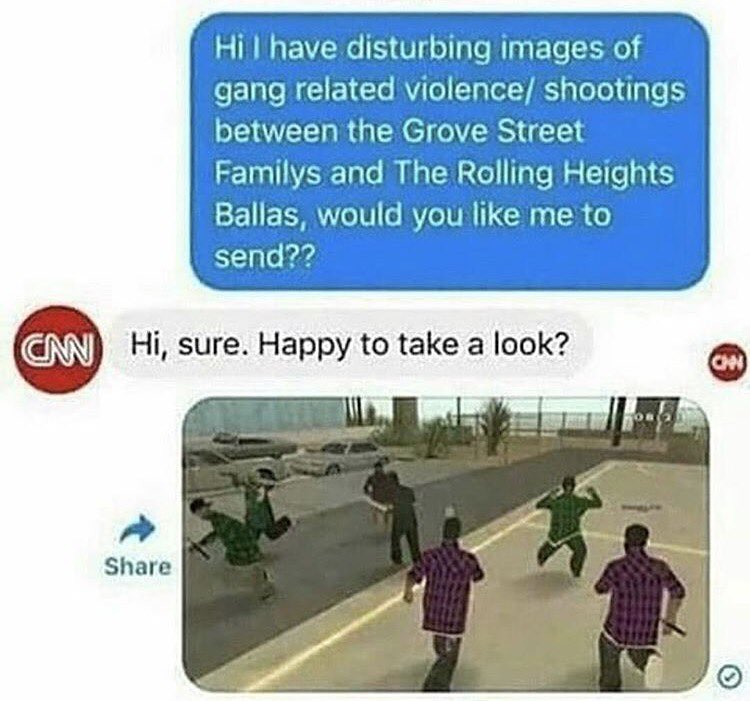 Hi I have disturbing images of
gang related violence/ shootings
between the Grove Street
Familys and The Rolling Heights
Ballas, would you like me to
send??
CNN
Hi, sure. Happy to take a look?
CNN
Share